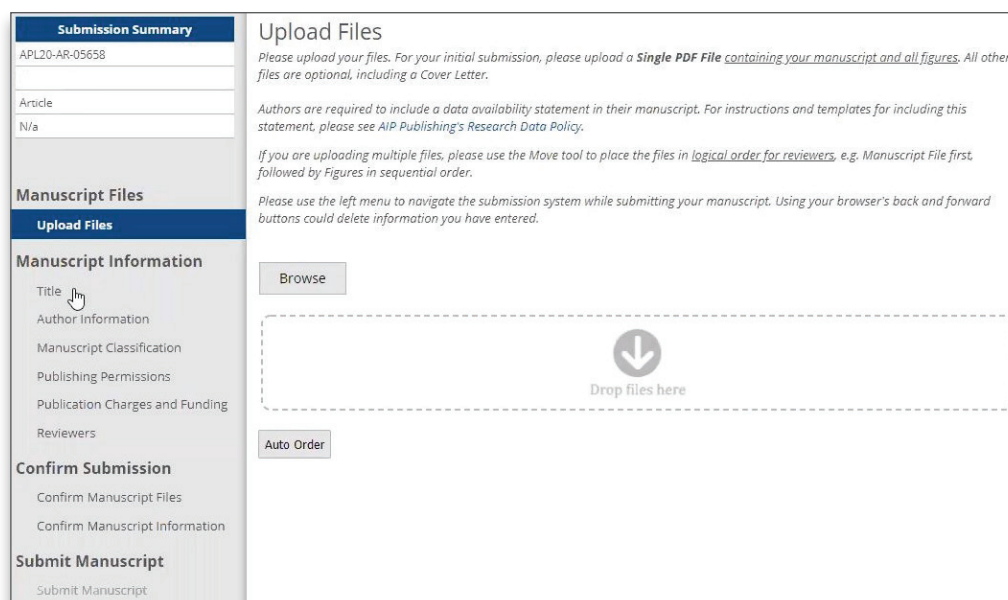 Submission Summary
APL20-AR-05658
Article
N/a
Manuscript Files
Upload Files
Manuscript Information
Title
Author Information
Manuscript Classification
Publishing Permissions
Publication Charges and Funding
Reviewers
Confirm Submission
Confirm Manuscript Files
Confirm Manuscript Information
Submit Manuscript
Submit Manuscript
Upload Files
Please upload your files. For your initial submission, please upload a Single PDF File containing your manuscript and all figures. All other
files are optional, including a Cover Letter.
Authors are required to include a data availability statement in their manuscript. For instructions and templates for including this
statement, please see AIP Publishing's Research Data Policy.
If you are uploading multiple files, please use the Move tool to place the files in logical order for reviewers, e.g. Manuscript File first,
followed by Figures in sequential order.
Please use the left menu to navigate the submission system while submitting your manuscript. Using your browser's back and forward
buttons could delete information you have entered.
Browse
Drop files here
Auto Order